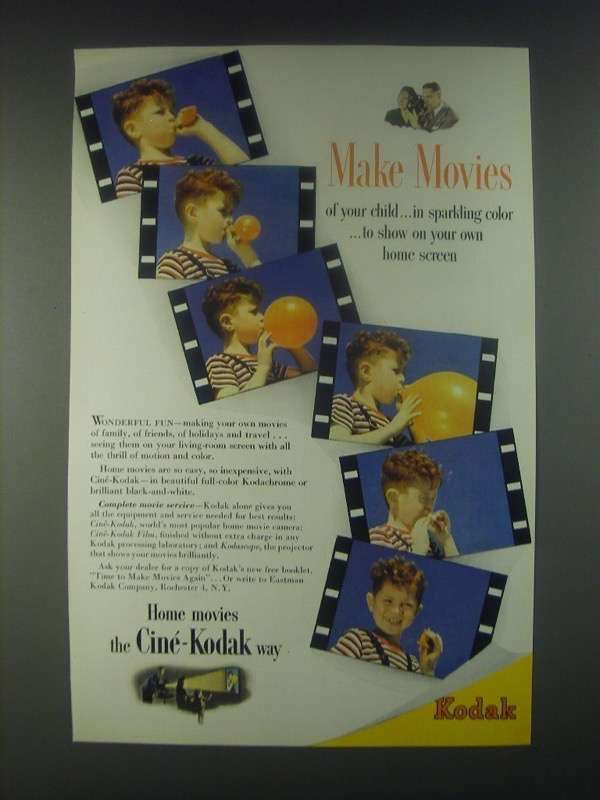 Make Movies
of your child...in sparkling color
...to show on your own
home screen
WONDERFUL FUN—making your own movies
of family, of friends, of holidays and travel . . .
seeing them on your living-room screen with all
the thrill of motion and color.
Home movies are so easy, so inexpensive, with
Ciné-Kodak—in beautiful full-color Kodachrome or
brilliant black-and-white.
Complete movie service—Kodak alone gives you
all the equipment and service needed for best results:
Ciné-Kodak, world's most popular home movie camera;
Ciné-Kodak Film, finished without extra charge in any
Kodak processing laboratory; and Kodascope, the projector
that shows your movies brilliantly.
Ask your dealer for a copy of Kodak's new free booklet,
"Time to Make Movies Again" . . . Or write to Eastman
Kodak Company, Rochester 4, N.Y.
Home movies
the Ciné-Kodak way
Kodak